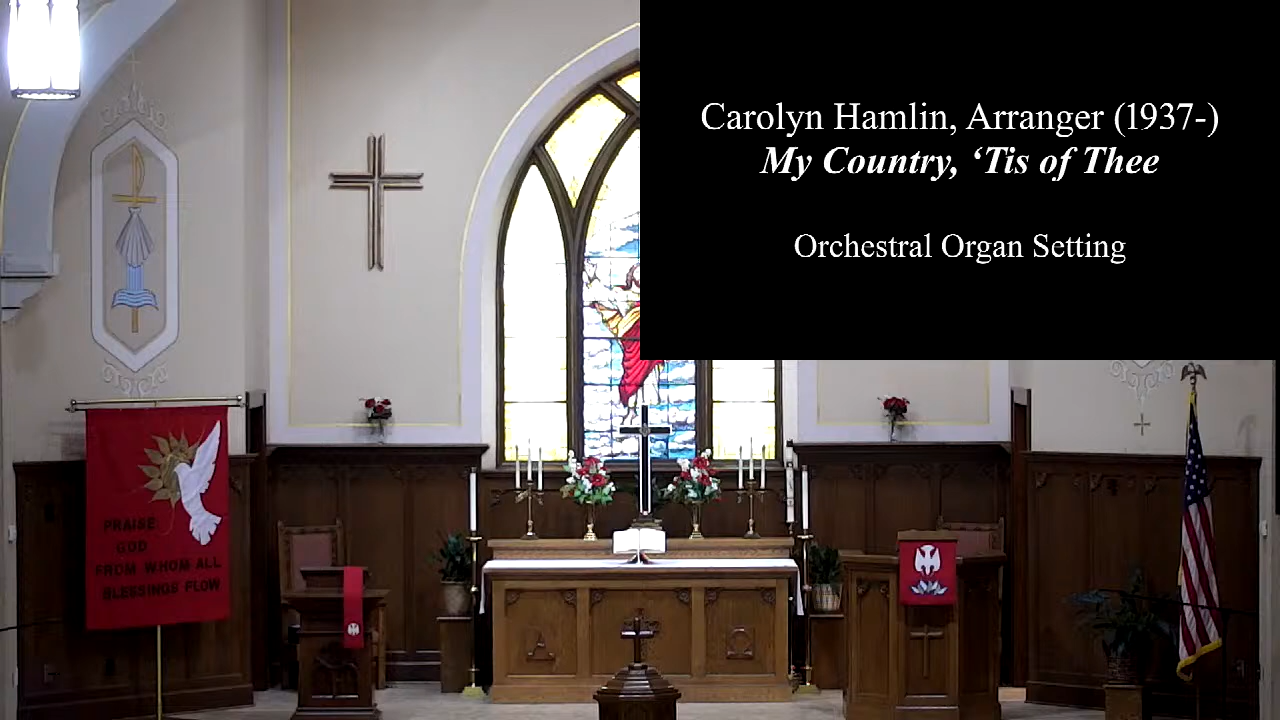 Carolyn Hamlin, Arranger (1937-)
My Country, ‘Tis of Thee
Orchestral Organ Setting
PRAISE
GOD
FROM WHOM ALL
BLESSINGS FLOW
Α
Ω